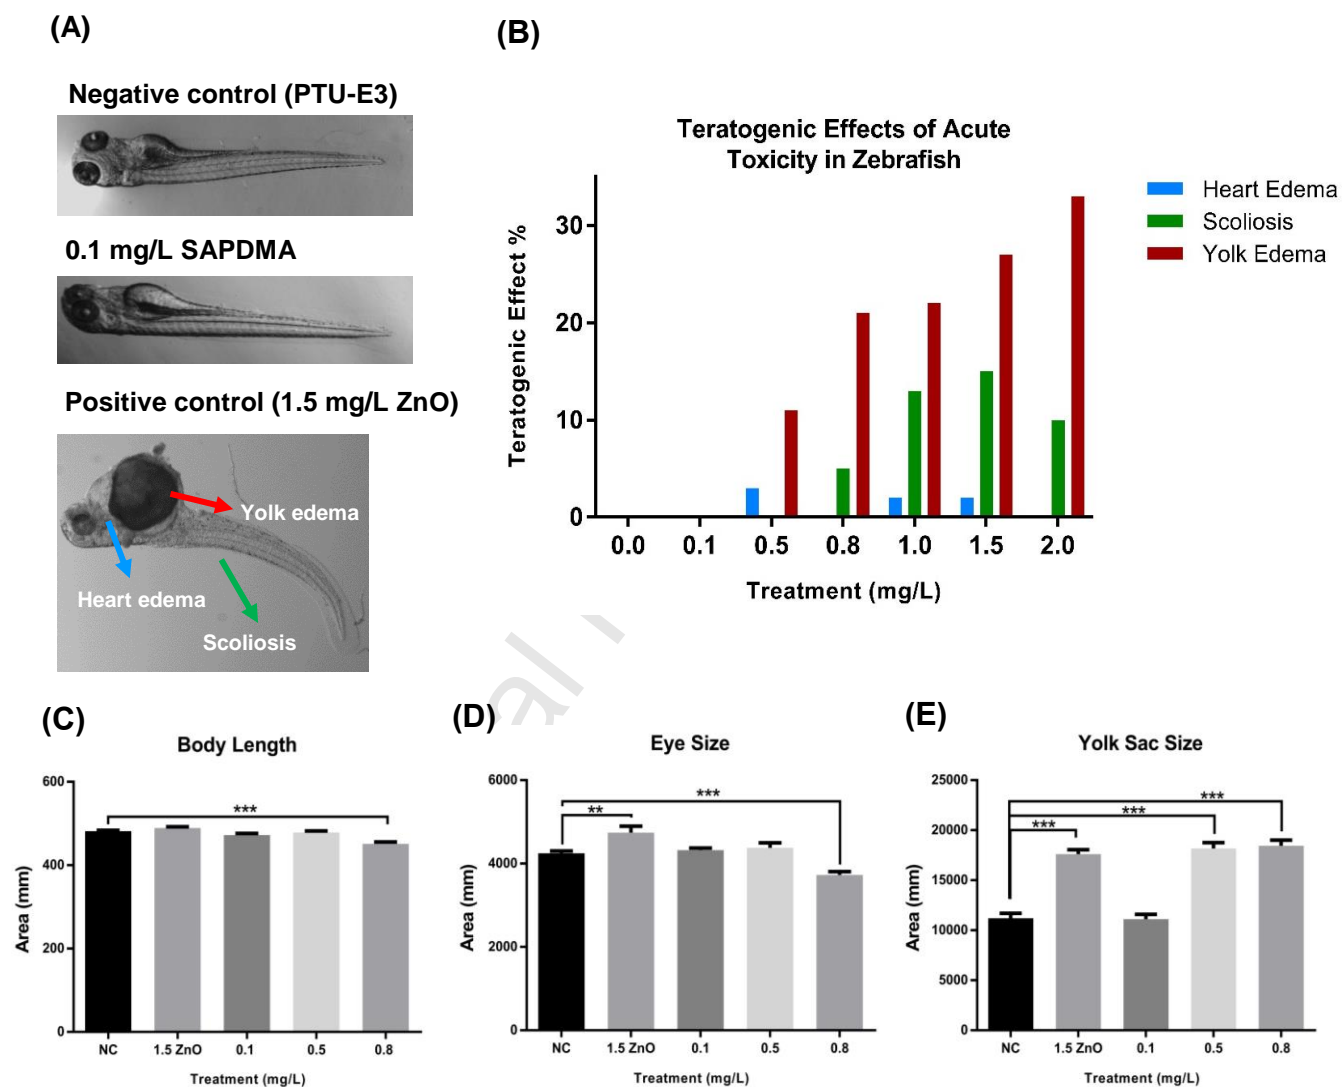 (A)
Negative control (PTU-E3)
0.1 mg/L SAPDMA
Positive control (1.5 mg/L ZnO)
Yolk edema
Heart edema
Scoliosis
(B)
Teratogenic Effects of Acute
Toxicity in Zebrafish
Heart Edema
Scoliosis
Yolk Edema
Teratogenic Effect %
30
20
10
0
0.0 0.1 0.5 0.8 1.0 1.5 2.0
Treatment (mg/L)
(C)
Body Length
Area (mm)
600
400
200
0
***
NC 1.5 ZnO 0.1 0.5 0.8
Treatment (mg/L)
(D)
Eye Size
Area (mm)
6000
4000
2000
0
***
**
NC 1.5 ZnO 0.1 0.5 0.8
Treatment (mg/L)
(E)
Yolk Sac Size
Area (mm)
25000
20000
15000
10000
5000
0
***
***
***
NC 1.5 ZnO 0.1 0.5 0.8
Treatment (mg/L)